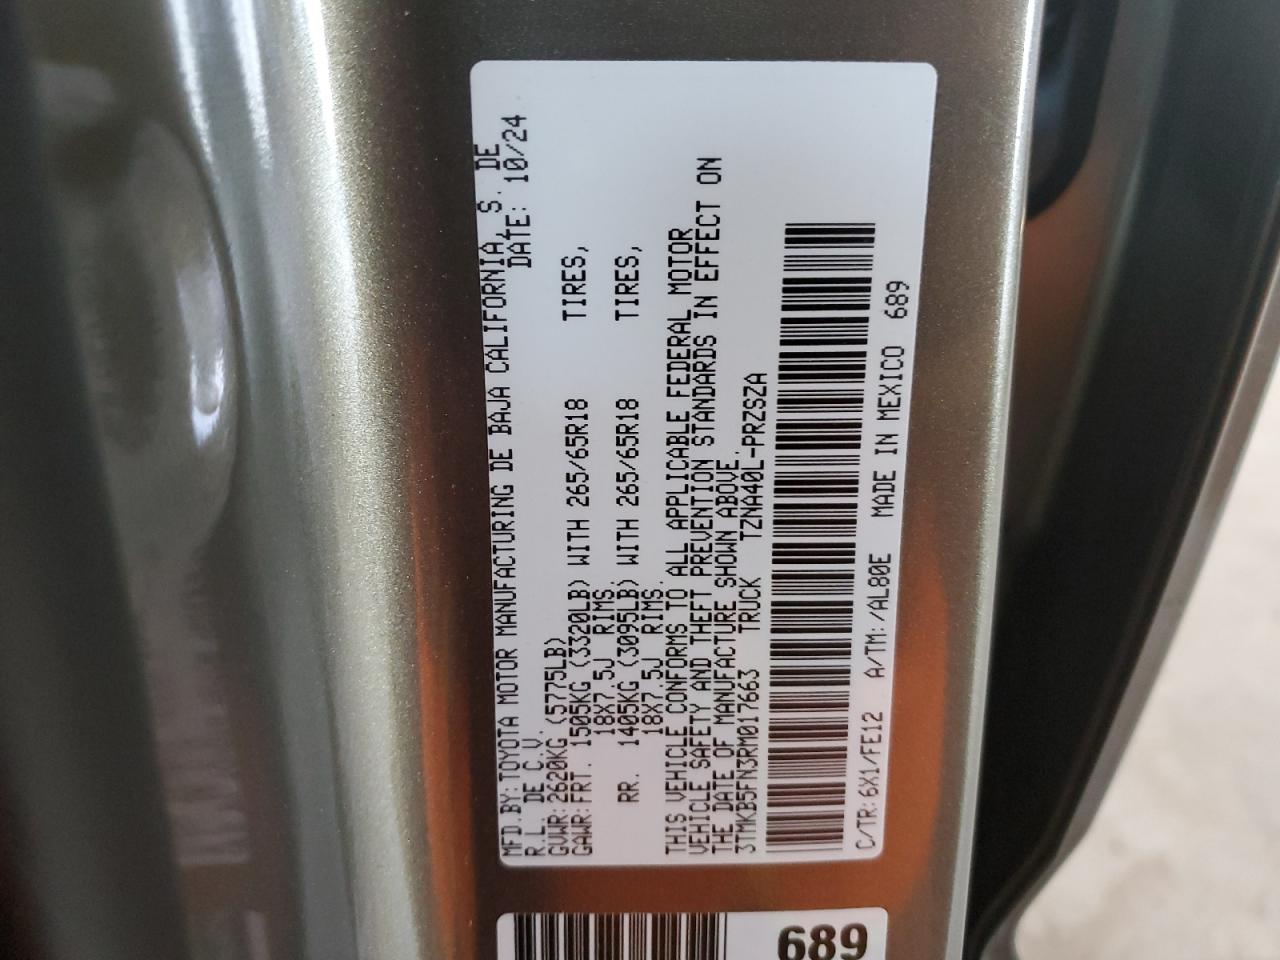 MFD.BY: TOYOTA MOTOR MANUFACTURING DE BAJA CALIFORNIA, S. DE
R.L. DE C.V. DATE: 10/24
GVWR: 2620KG (5775LB)
GAWR: FRT. 1505KG (3320LB) WITH 265/65R18 TIRES,
18X7.5J RIMS.
RR. 1405KG (3095LB) WITH 265/65R18 TIRES,
18X7.5J RIMS.
THIS VEHICLE CONFORMS TO ALL APPLICABLE FEDERAL MOTOR
VEHICLE SAFETY AND THEFT PREVENTION STANDARDS IN EFFECT ON
THE DATE OF MANUFACTURE SHOWN ABOVE.
3TMKB5FN3RM017663 TRUCK TZNA40L-PRZSZA
C/TR: 6X1/FE12 A/TM: /AL80E MADE IN MEXICO 689
689